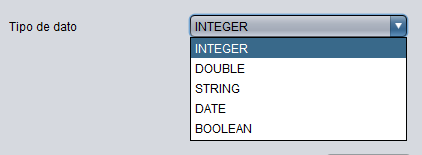 Tipo de dato INTEGER
INTEGER
DOUBLE
STRING
DATE
BOOLEAN